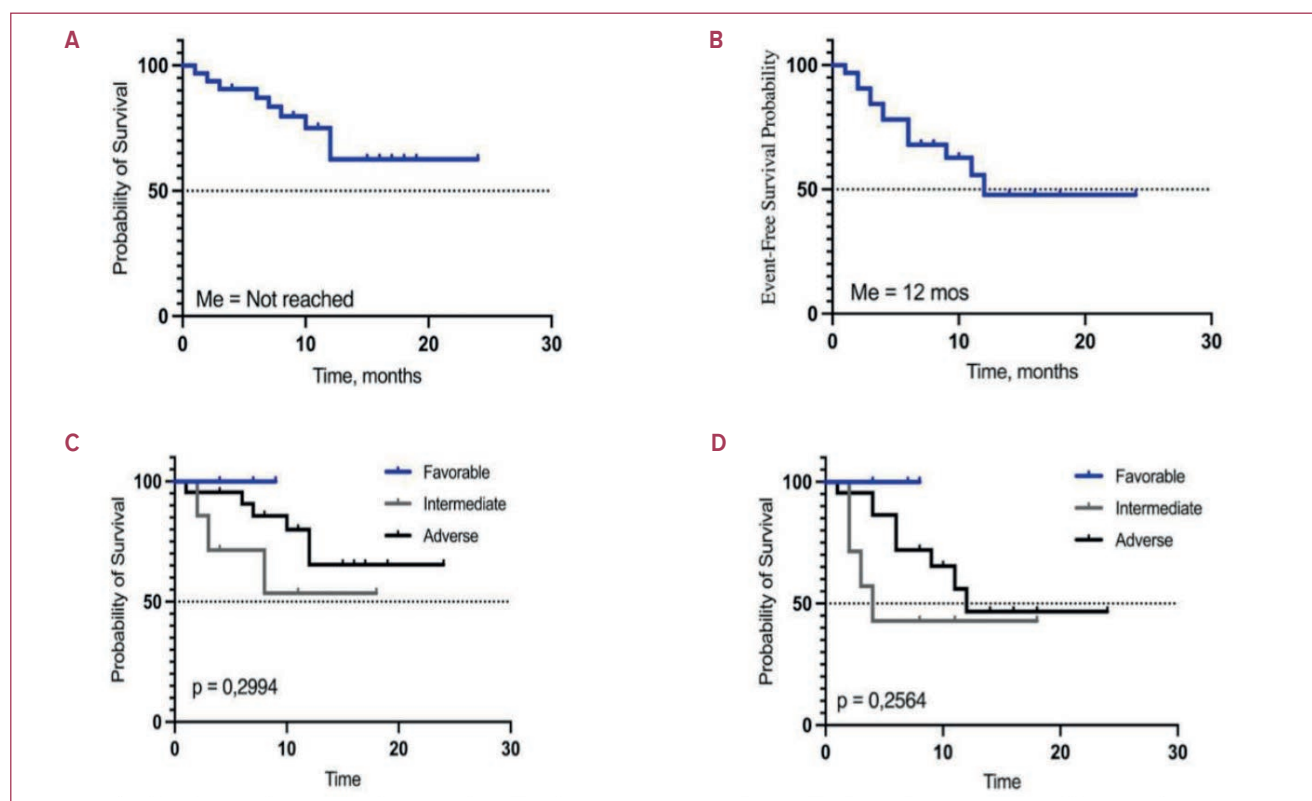 A
Probability of Survival
100
50
0
Me = Not reached
0 10 20 30
Time, months
B
Event-Free Survival Probability
100
50
0
Me = 12 mos
0 10 20 30
Time, months
C
Probability of Survival
100
50
0
Favorable
Intermediate
Adverse
p = 0,2994
0 10 20 30
Time
D
Probability of Survival
100
50
0
Favorable
Intermediate
Adverse
p = 0,2564
0 10 20 30
Time